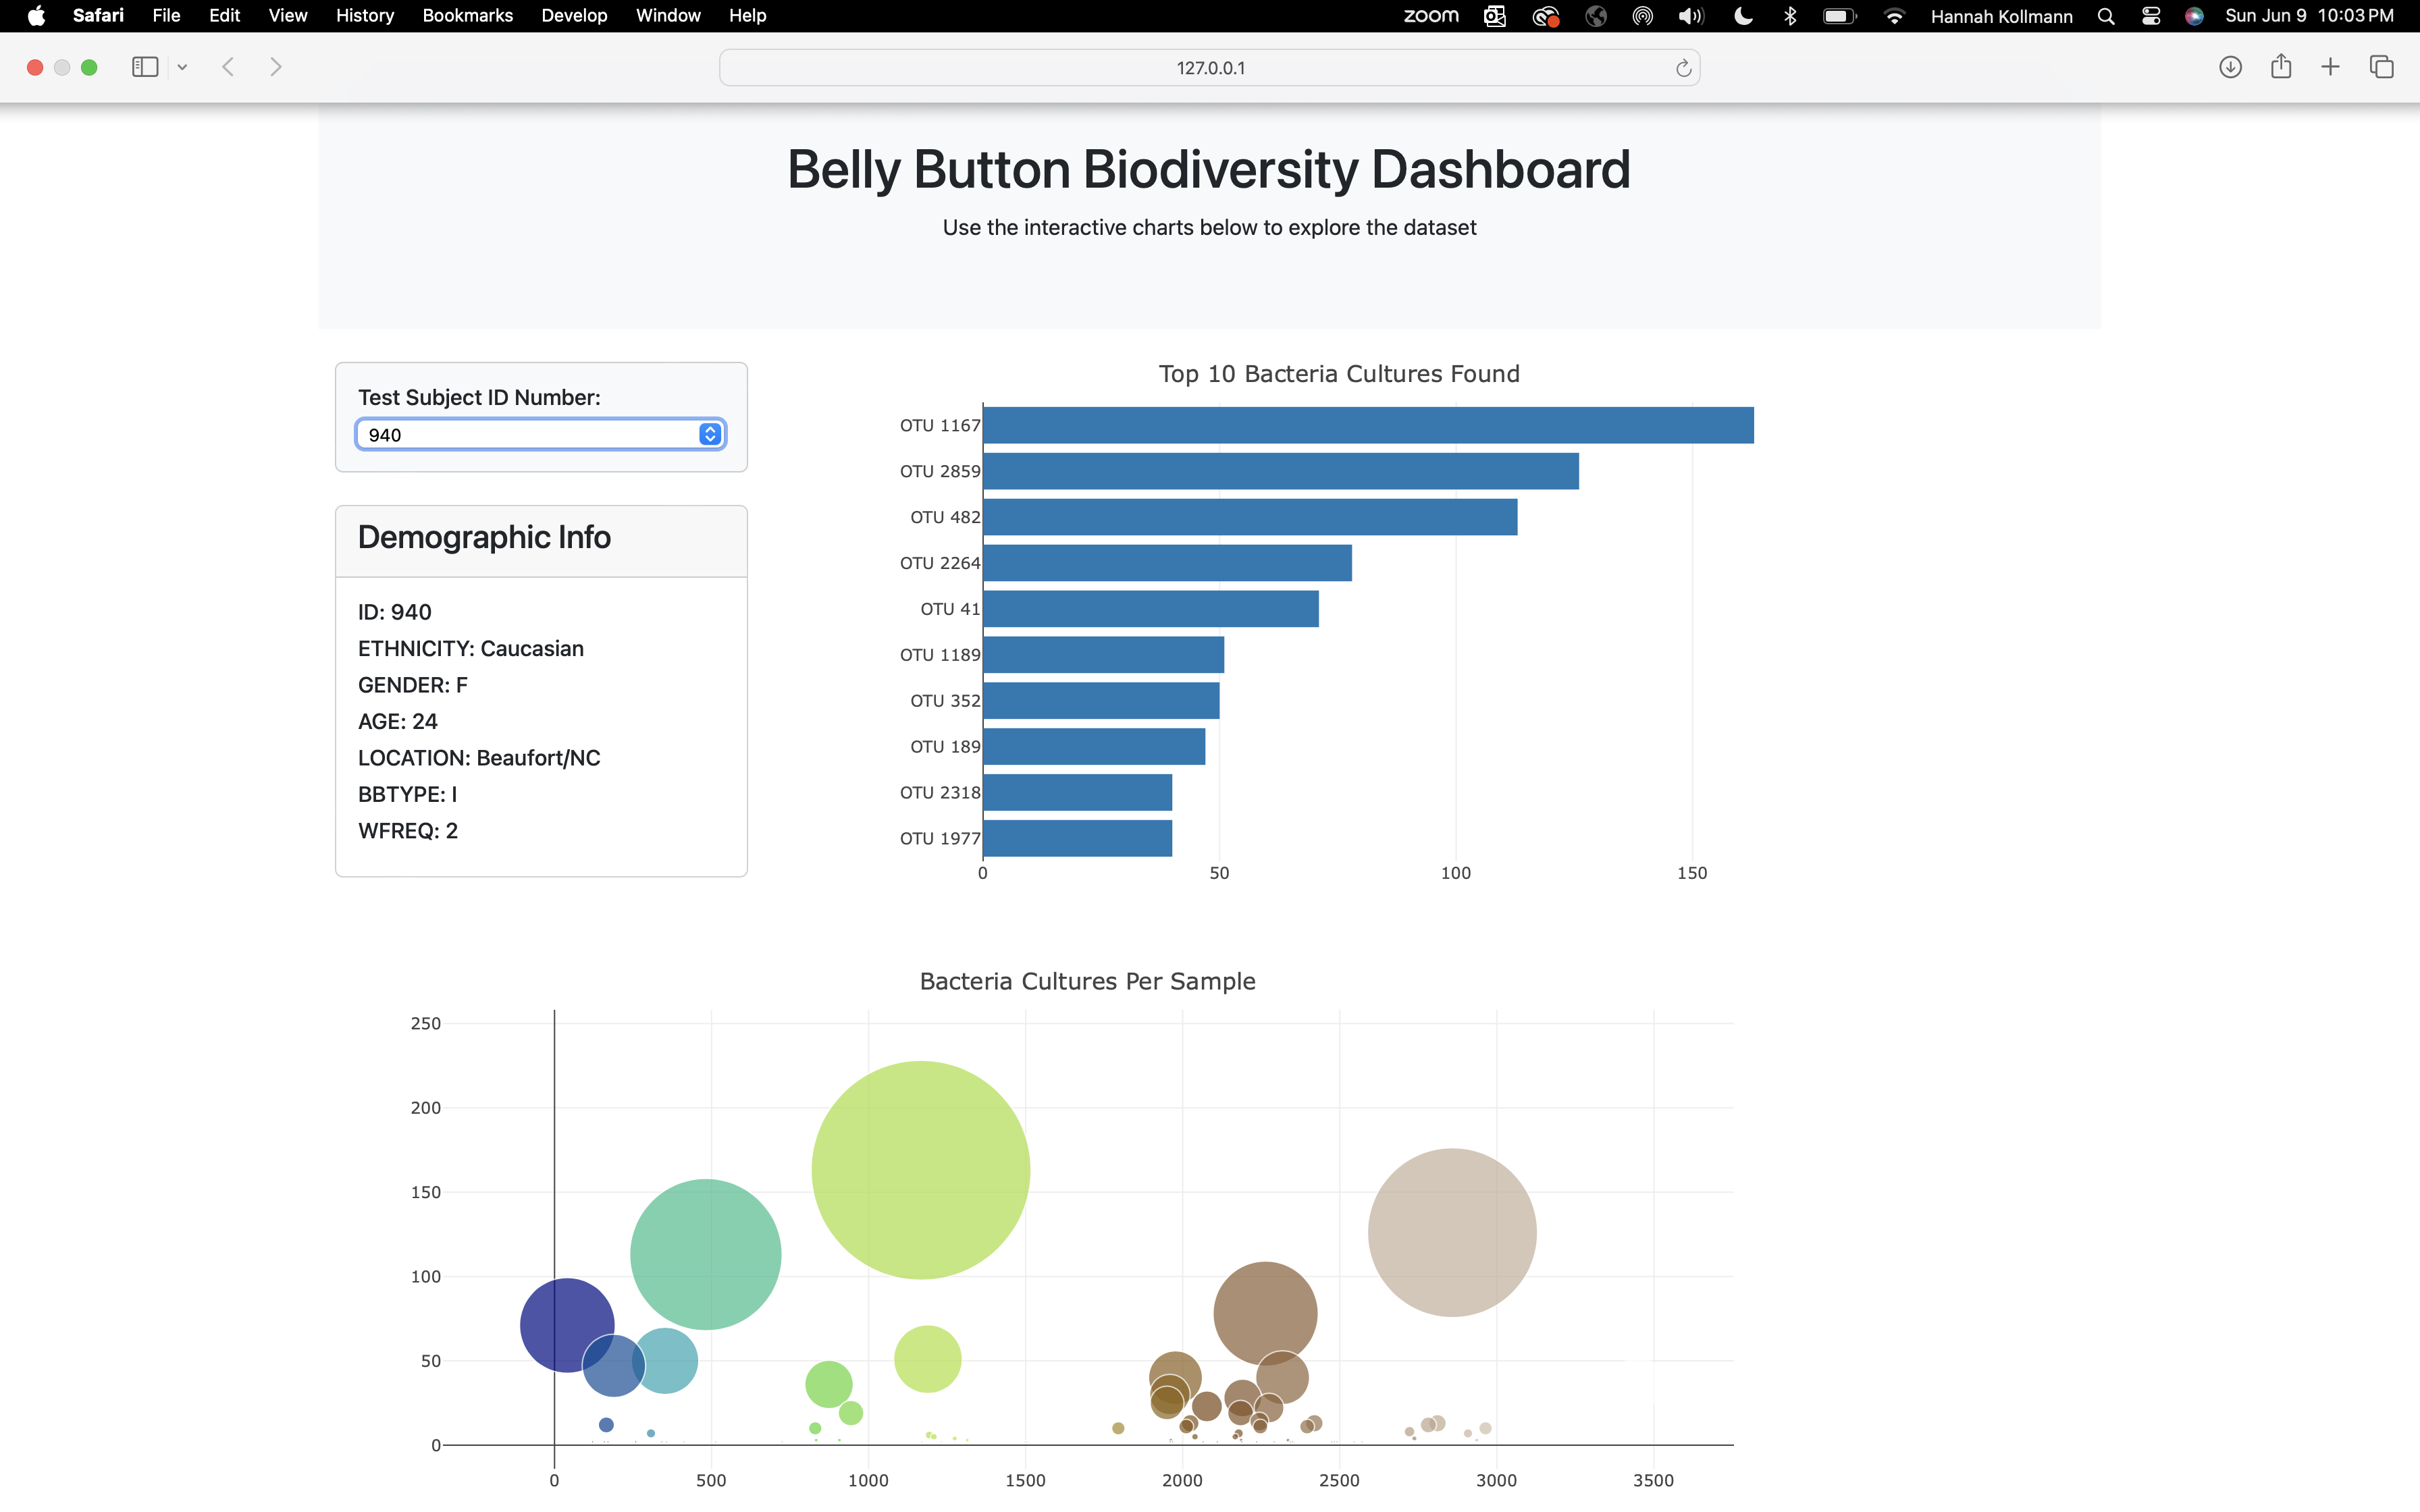 Safari File Edit View History Bookmarks Develop Window Help zoom Hannah Kollmann Sun Jun 9 10:03 PM
127.0.0.1
Belly Button Biodiversity Dashboard
Use the interactive charts below to explore the dataset
Test Subject ID Number:
940
Demographic Info
ID: 940
ETHNICITY: Caucasian
GENDER: F
AGE: 24
LOCATION: Beaufort/NC
BBTYPE: I
WFREQ: 2
Top 10 Bacteria Cultures Found
OTU 1167
OTU 2859
OTU 482
OTU 2264
OTU 41
OTU 1189
OTU 352
OTU 189
OTU 2318
OTU 1977
0 50 100 150
Bacteria Cultures Per Sample
250
200
150
100
50
0
0 500 1000 1500 2000 2500 3000 3500